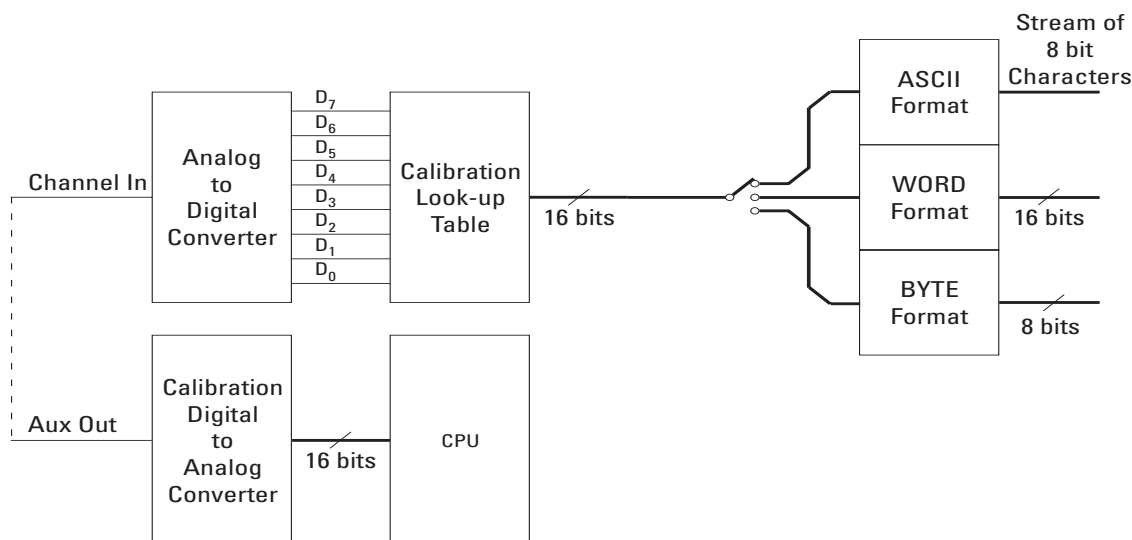 Stream of
8 bit
Characters
ASCII
Format
D7
D6
D5
D4
D3
D2
D1
D0
Channel In
Analog
to
Digital
Converter
Calibration
Look-up
Table
16 bits
WORD
Format
16 bits
BYTE
Format
8 bits
Aux Out
Calibration
Digital
to
Analog
Converter
16 bits
CPU